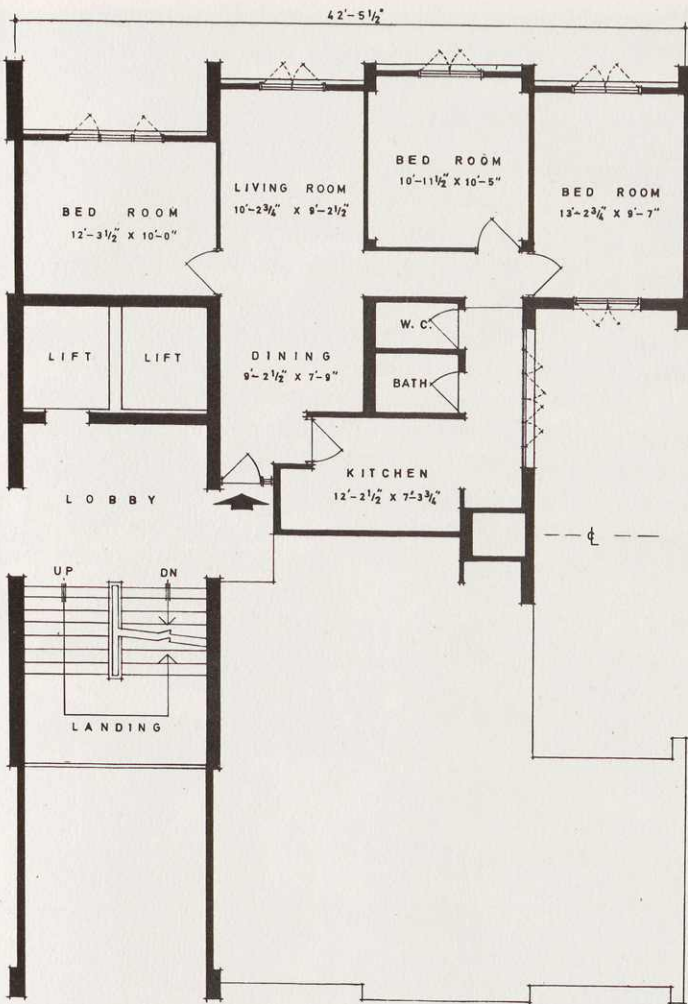 42'-5 1/2"
BED ROOM
10'-11 1/2" X 10'-5"
LIVING ROOM
10'-2 3/4" X 9'-2 1/2"
BED ROOM
13'-2 3/4" X 9'-7"
BED ROOM
12'-3 1/2" X 10'-0"
W. C.
LIFT
LIFT
DINING
9'-2 1/2" X 7'-9"
BATH
KITCHEN
12'-2 1/2" X 7'-3 3/4"
LOBBY
℄
UP
DN
LANDING